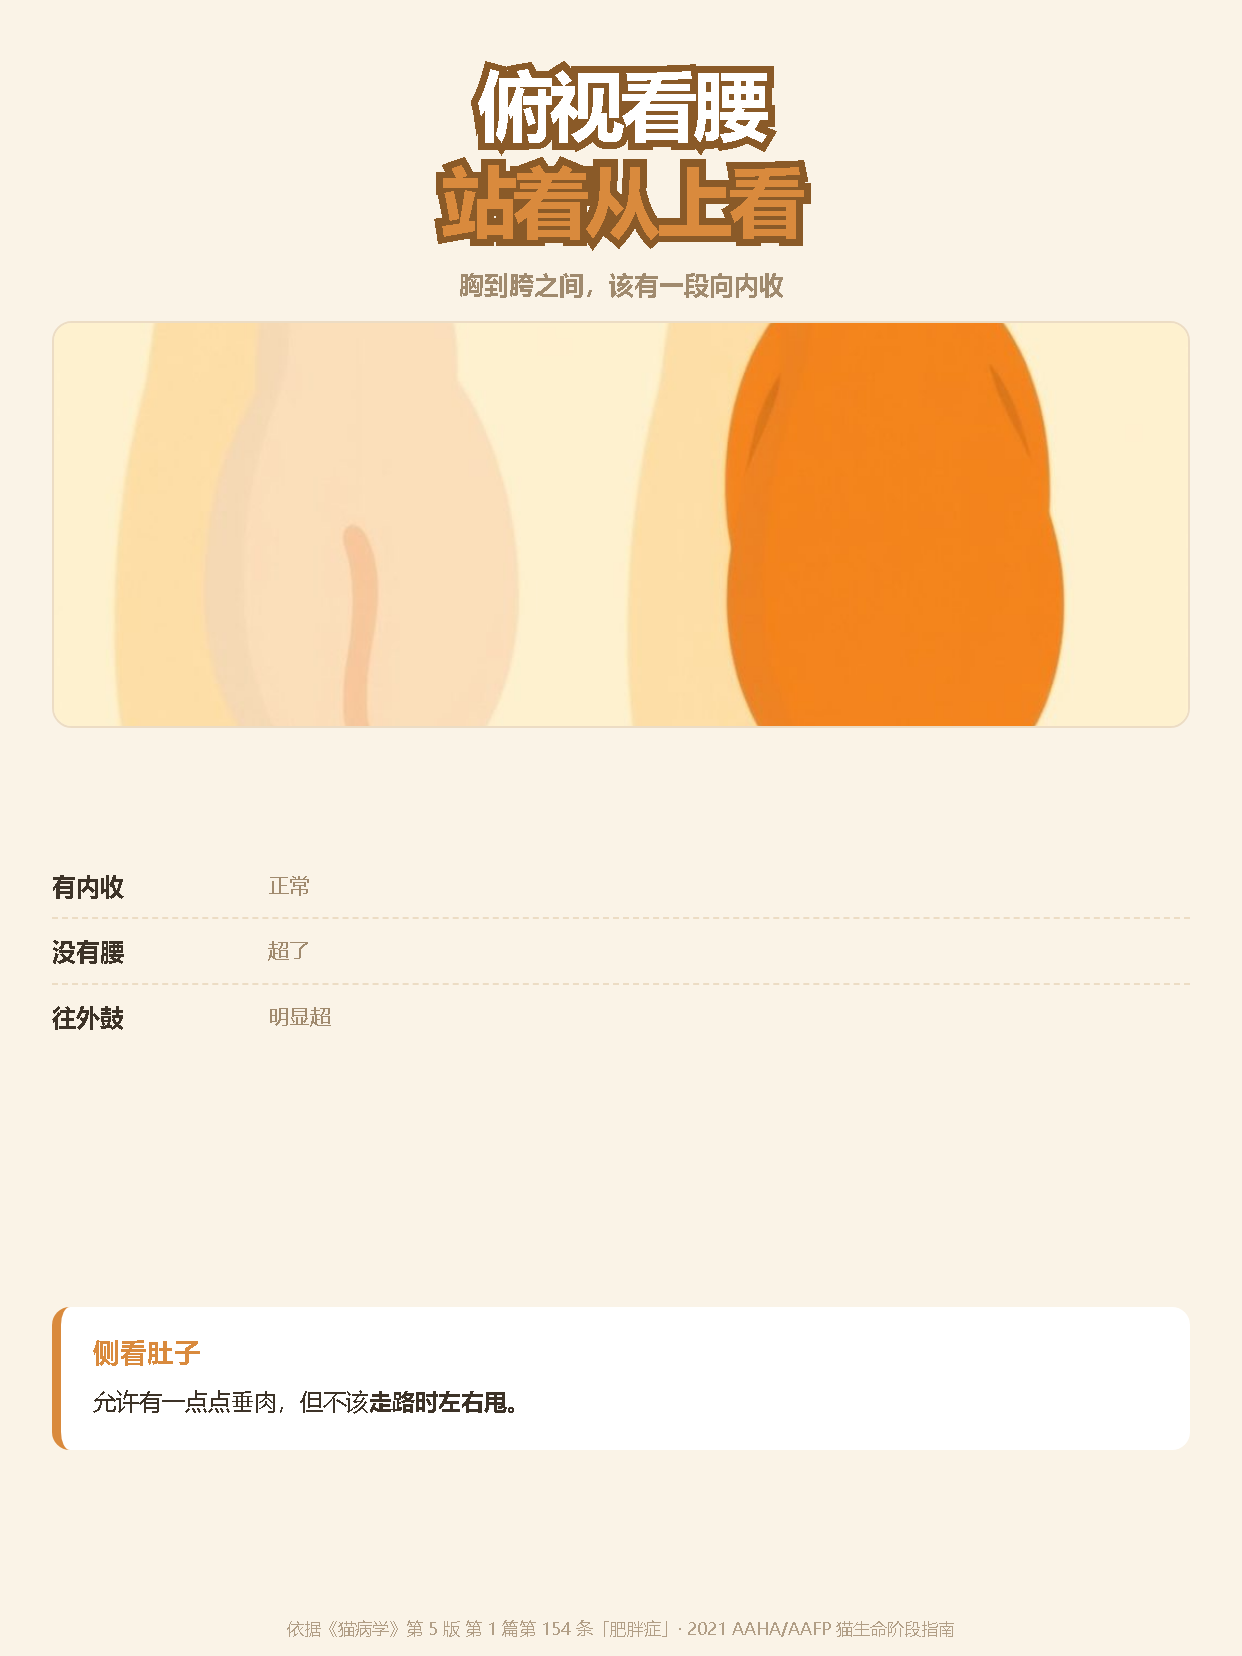 俯视看腰
站着从上看
胸到胯之间，该有一段向内收
有内收 正常
没有腰 超了
往外鼓 明显超
侧看肚子
允许有一点点垂肉，但不该走路时左右甩。
依据《猫病学》第 5 版 第 1 篇第 154 条「肥胖症」· 2021 AAHA/AAFP 猫生命阶段指南